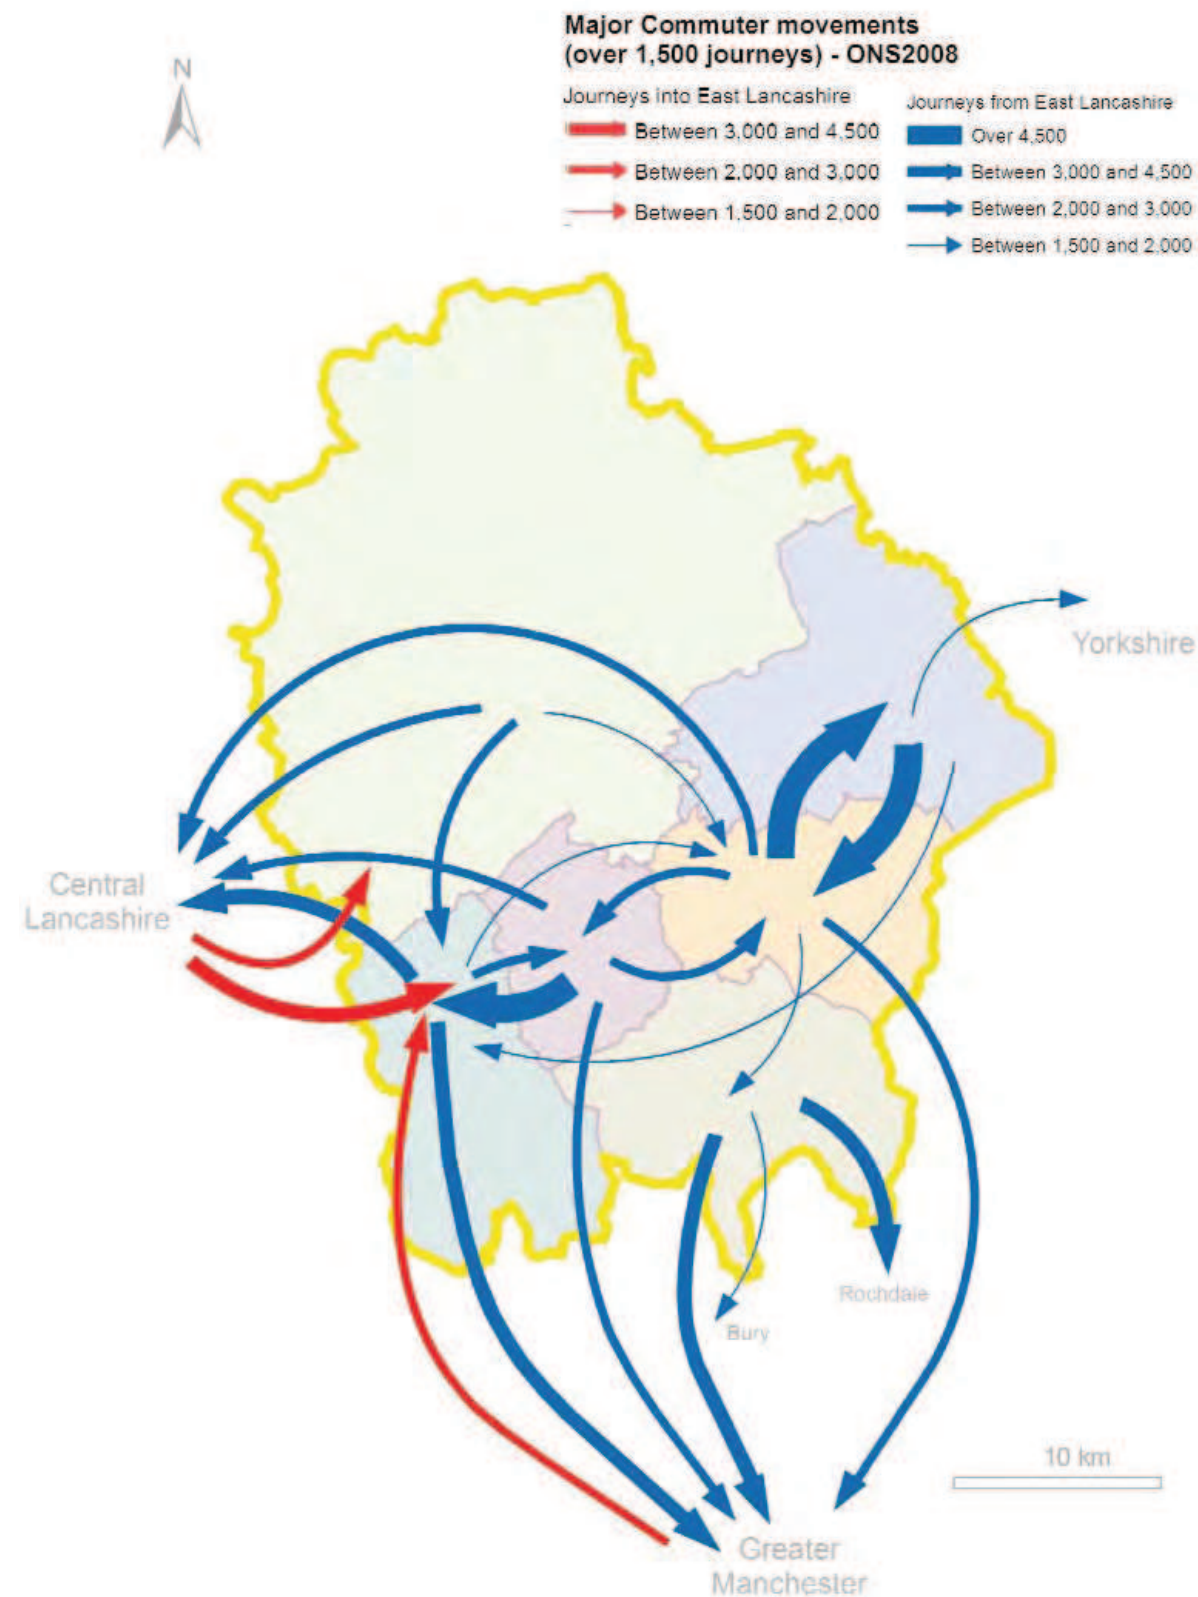 Major Commuter movements
(over 1,500 journeys) - ONS2008
N
Journeys into East Lancashire
Between 3,000 and 4,500
Between 2,000 and 3,000
Between 1,500 and 2,000
Journeys from East Lancashire
Over 4,500
Between 3,000 and 4,500
Between 2,000 and 3,000
Between 1,500 and 2,000
Yorkshire
Central
Lancashire
Rochdale
Bury
10 km
Greater
Manchester